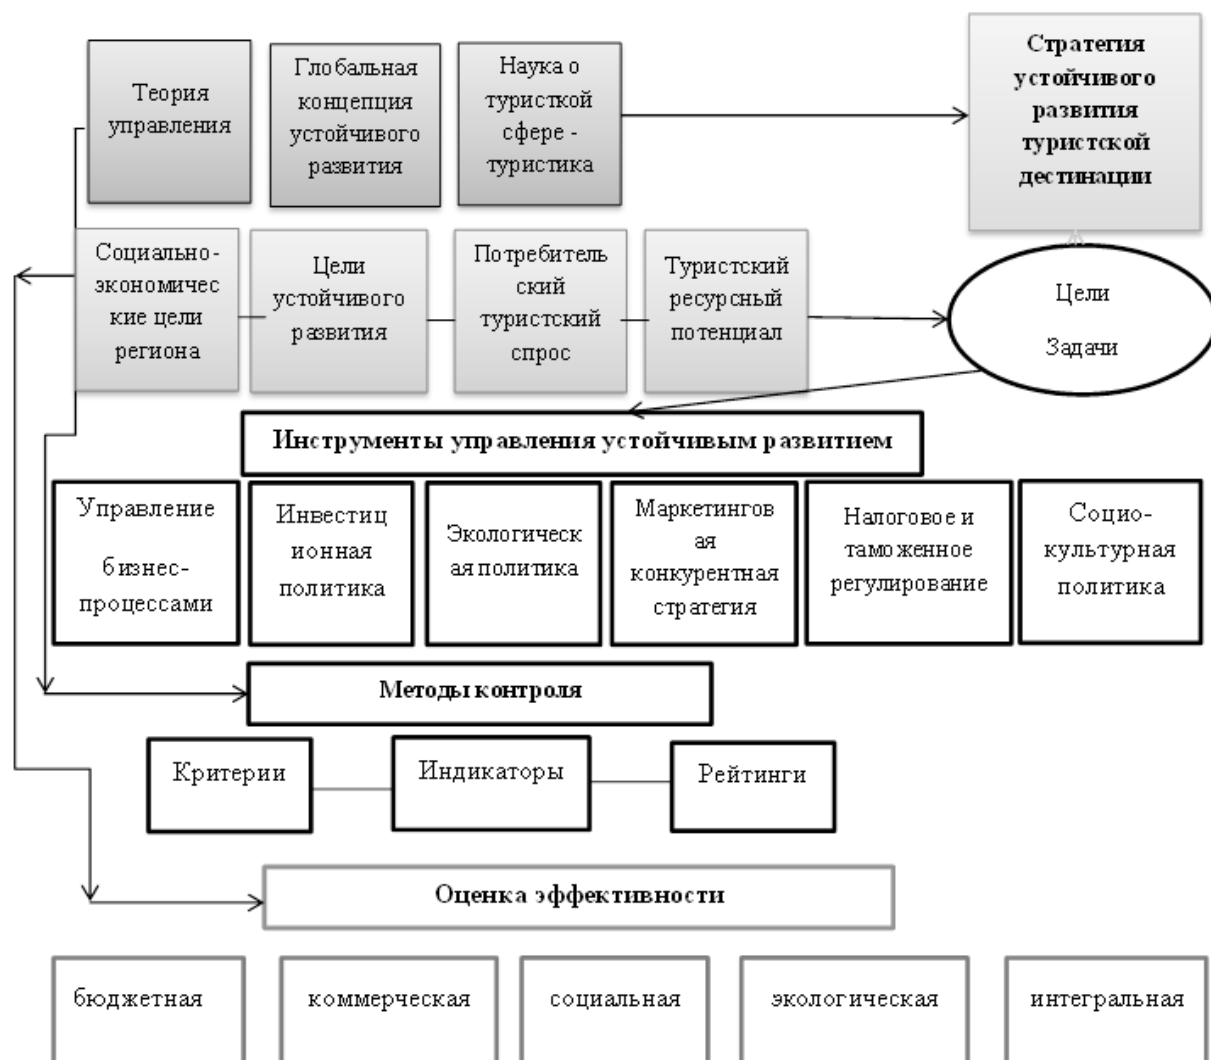 Теория
управления
Глобальная
концепция
устойчивого
развития
Наука о
туристкой
сфере -
туристика
Стратегия
устойчивого
развития
туристской
дестинации
Социально-
экономичес
кие цели
региона
Цели
устойчивого
развития
Потребитель
ский
туристский
спрос
Туристский
ресурсный
потенциал
Цели
Задачи
Инструменты управления устойчивым развитием
Управление
бизнес-
процессами
Инвестиц
ионная
политика
Экологическ
ая политика
Маркетингов
ая
конкурентная
стратегия
Налоговое и
таможенное
регулирование
Социо-
культурная
политика
Методы контроля
Критерии
Индикаторы
Рейтинги
Оценка эффективности
бюджетная
коммерческая
социальная
экологическая
интегральная